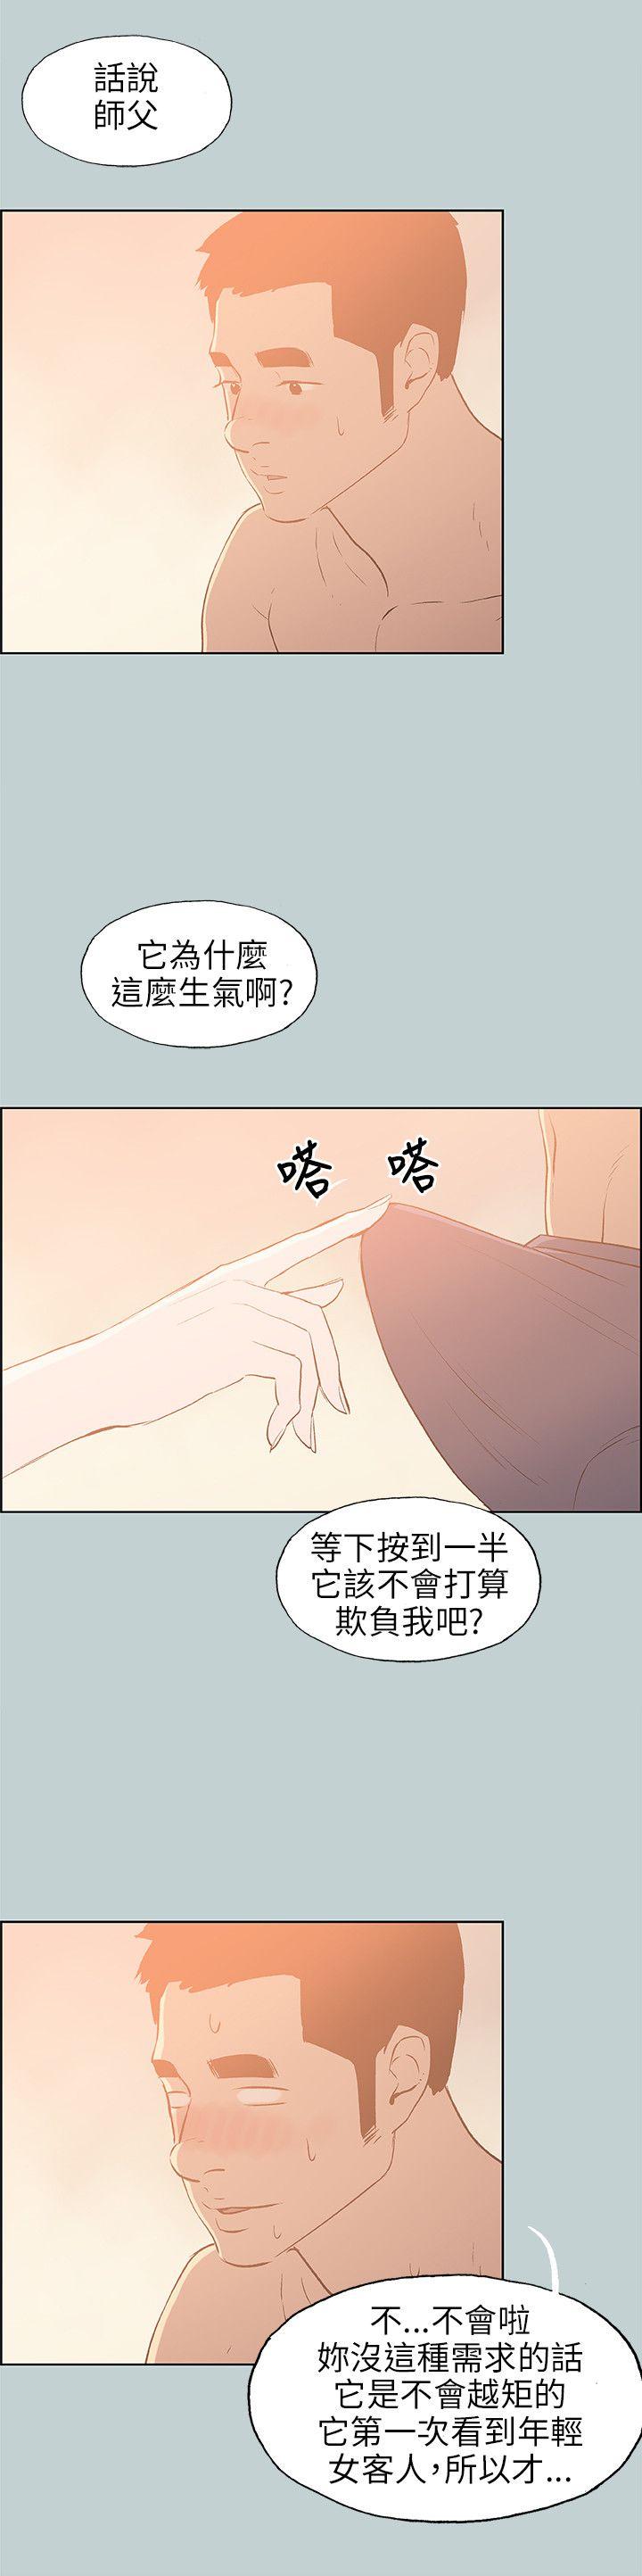 話說
師父
它為什麼
這麼生氣啊?
嗒 嗒
等下按到一半
它該不會打算
欺負我吧?
不...不會啦
妳沒這種需求的話
它是不會越矩的
它第一次看到年輕
女客人,所以才...